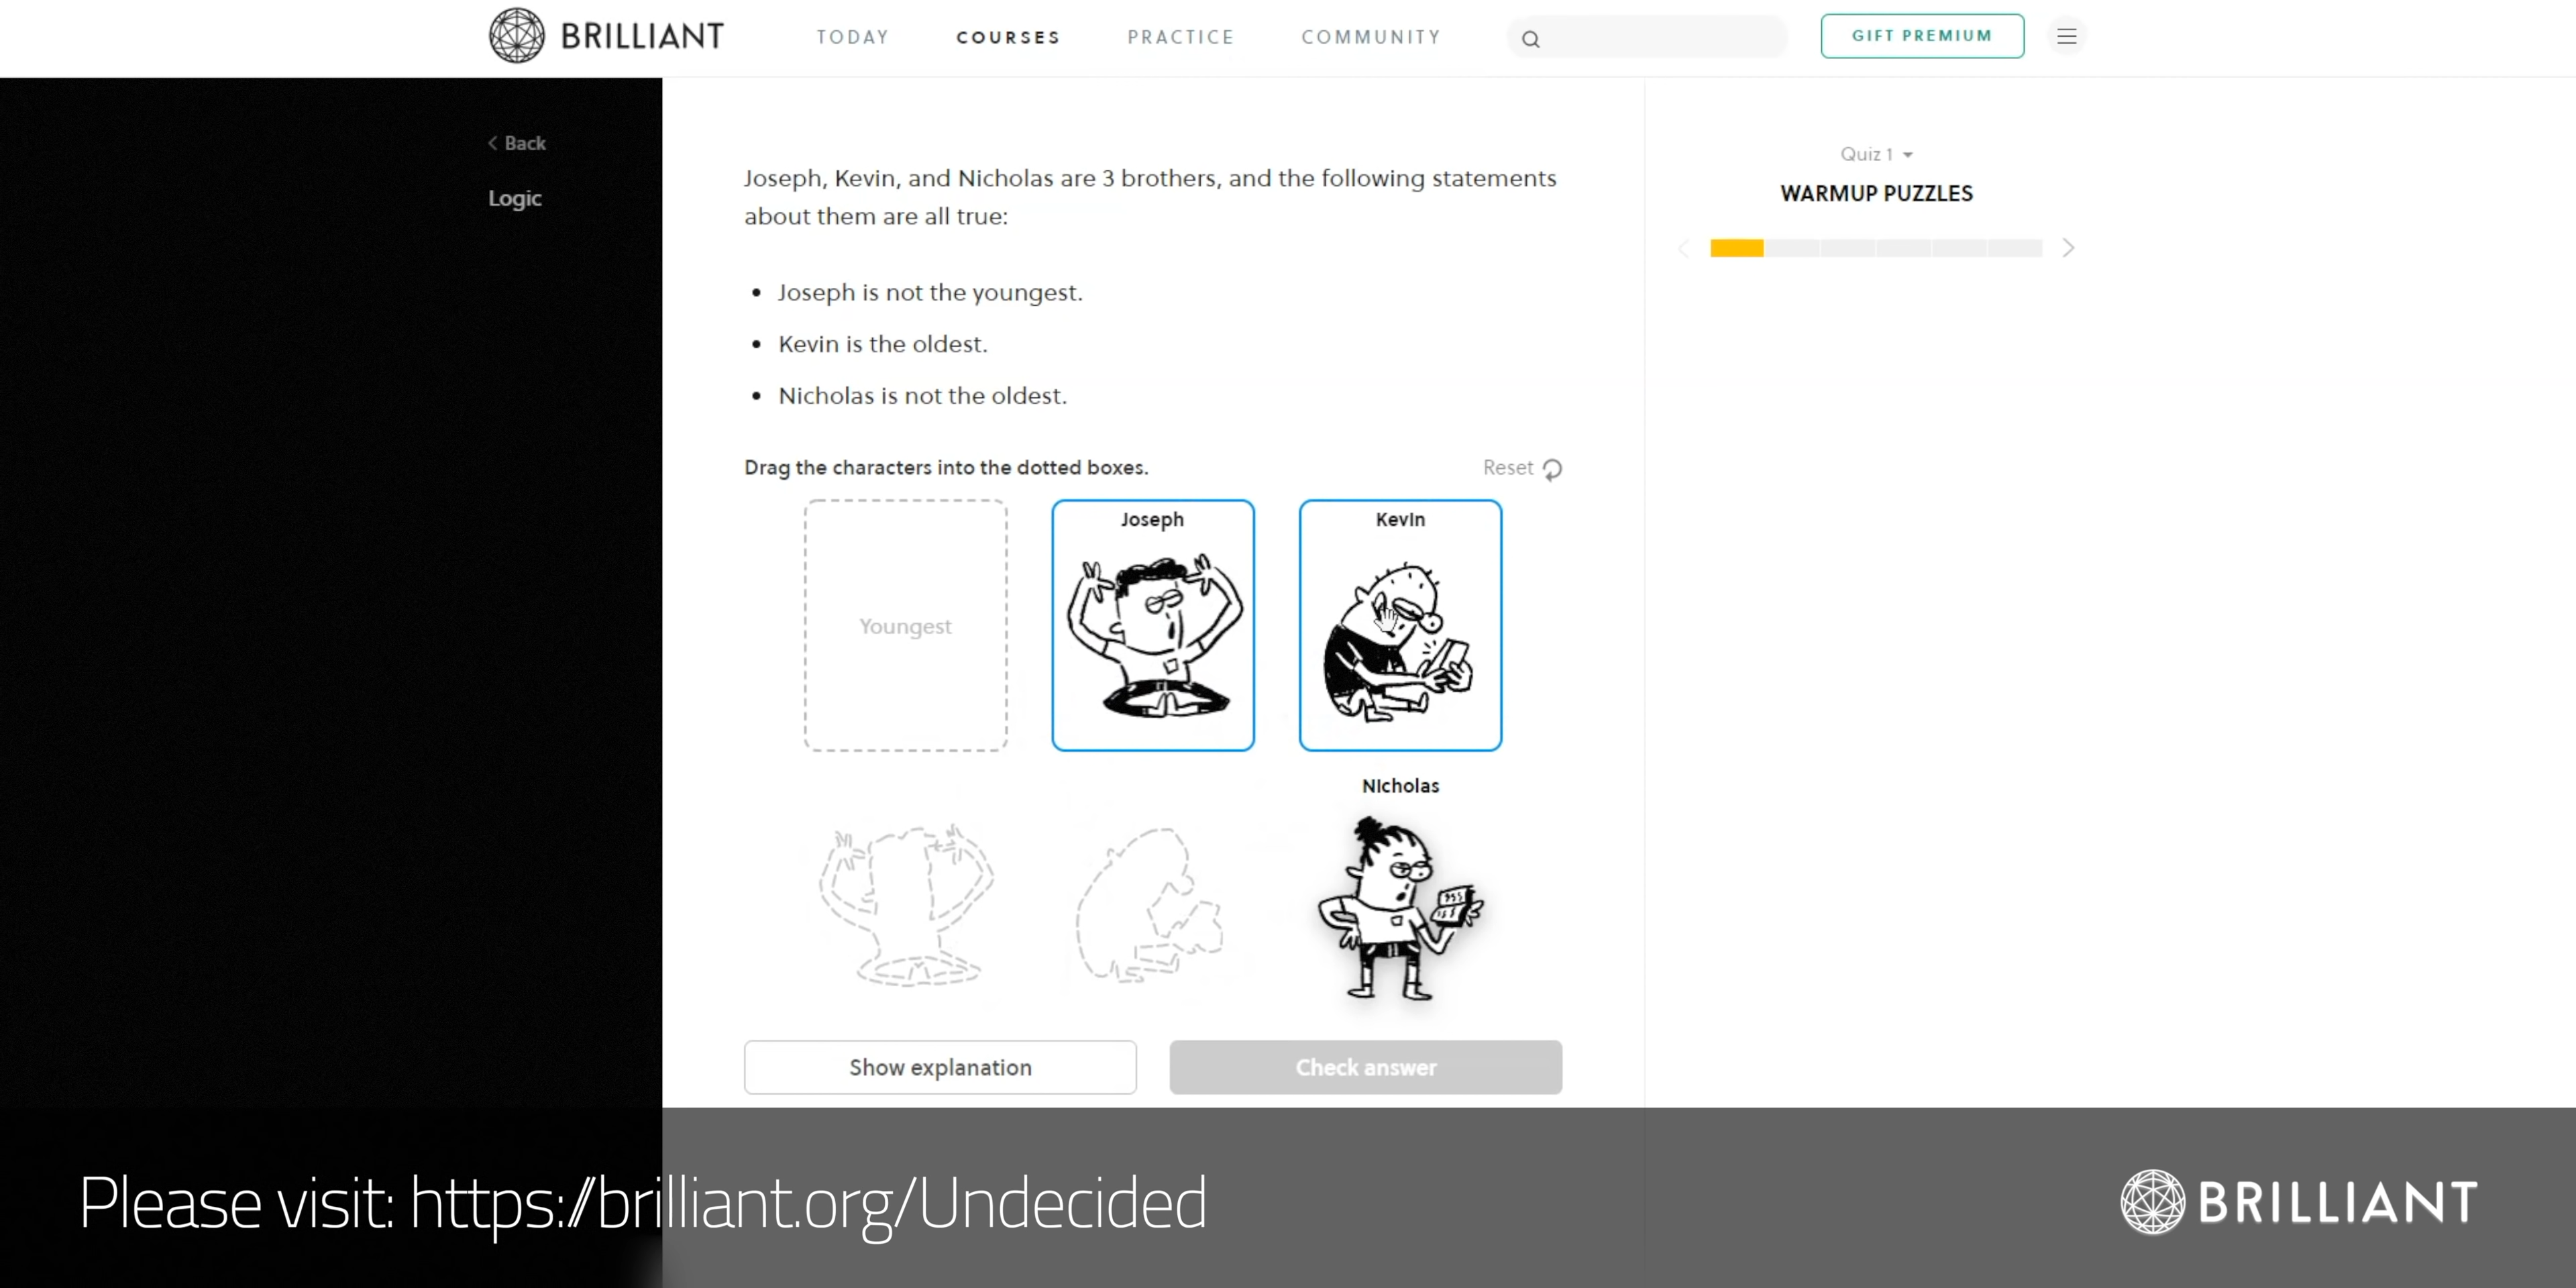 BRILLIANT
TODAY
COURSES
PRACTICE
COMMUNITY
GIFT PREMIUM
Back
Logic
Joseph, Kevin, and Nicholas are 3 brothers, and the following statements
about them are all true:
• Joseph is not the youngest.
• Kevin is the oldest.
• Nicholas is not the oldest.
Drag the characters into the dotted boxes.
Reset
Youngest
Joseph
Kevin
Nicholas
Show explanation
Check answer
Quiz 1
WARMUP PUZZLES
Please visit: https://brilliant.org/Undecided
BRILLIANT